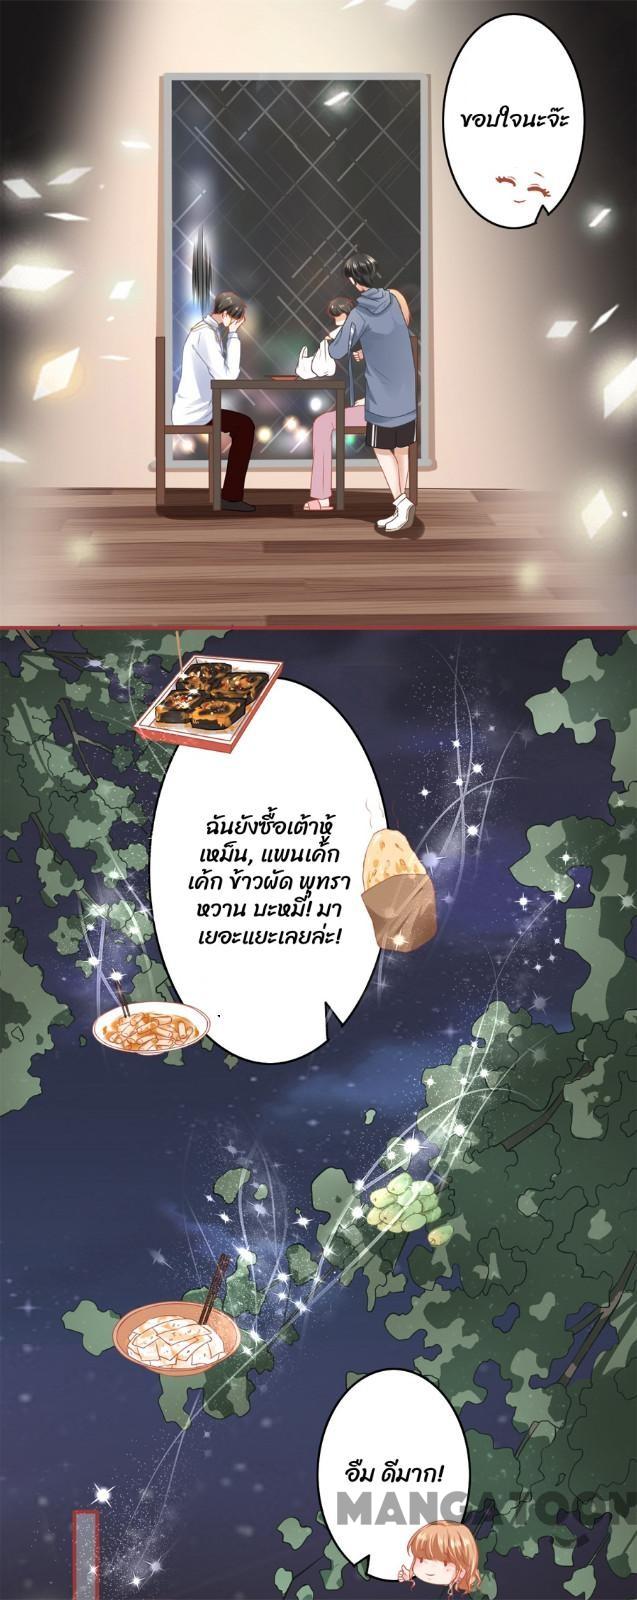 ขอบใจนะจ๊ะ
ฉันยังซื้อเต้าหู้
เหม็น, แพนเค้ก
เค้ก ข้าวผัด พุทรา
หวาน บะหมี่! มา
เยอะแยะเลยล่ะ!
อืม ดีมาก!
MANGATOON